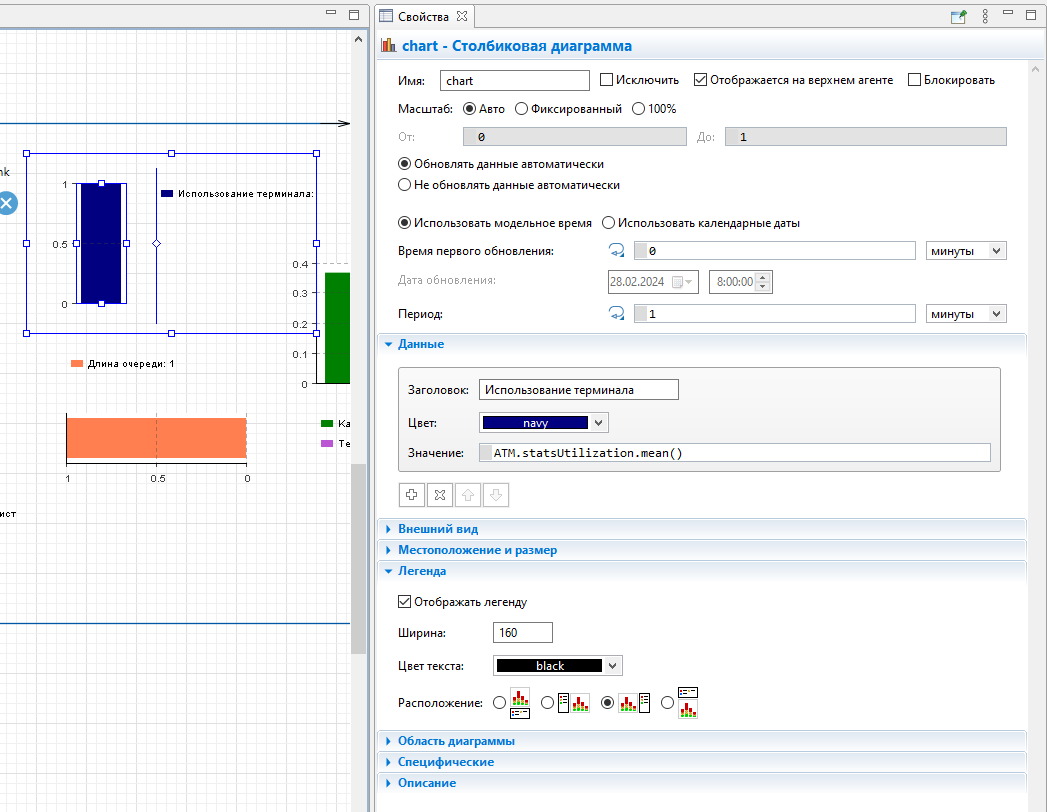 Свойства
chart - Столбиковая диаграмма
Имя: chart Исключить Отображается на верхнем агенте Блокировать
Масштаб: Авто Фиксированный 100%
От: 0 До: 1
Обновлять данные автоматически
Не обновлять данные автоматически
Использовать модельное время Использовать календарные даты
Время первого обновления: 0 минуты
Дата обновления: 28.02.2024 8:00:00
Период: 1 минуты
Данные
Заголовок: Использование терминала
Цвет: navy
Значение: ATM.statsUtilization.mean()
Внешний вид
Местоположение и размер
Легенда
Отображать легенду
Ширина: 160
Цвет текста: black
Расположение:
Область диаграммы
Специфические
Описание
nk
1
Использование терминала:
0.5
0
0.4
0.3
0.2
0.1
0
Длина очереди: 1
Ка
Те
1 0.5 0
ист